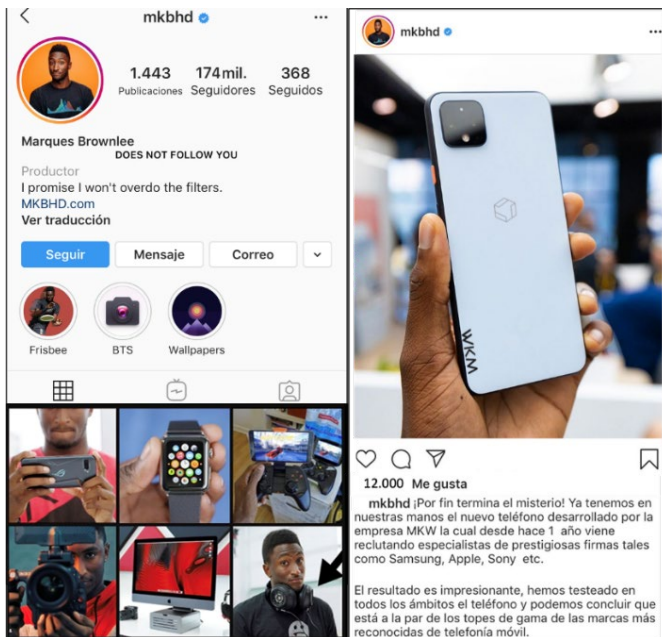 mkbhd
1.443 174mil. 368
Publicaciones Seguidores Seguidos
Marques Brownlee
DOES NOT FOLLOW YOU
Productor
I promise I won't overdo the filters.
MKBHD.com
Ver traducción
Seguir Mensaje Correo
Frisbee BTS Wallpapers
mkbhd
WKM
12.000 Me gusta
mkbhd ¡Por fin termina el misterio! Ya tenemos en
nuestras manos el nuevo teléfono desarrollado por la
empresa MKW la cual desde hace 1 año viene
reclutando especialistas de prestigiosas firmas tales
como Samsung, Apple, Sony etc.
El resultado es impresionante, hemos testeado en
todos los ámbitos el teléfono y podemos concluir que
está a la par de los topes de gama de las marcas más
reconocidas de telefonía móvil.